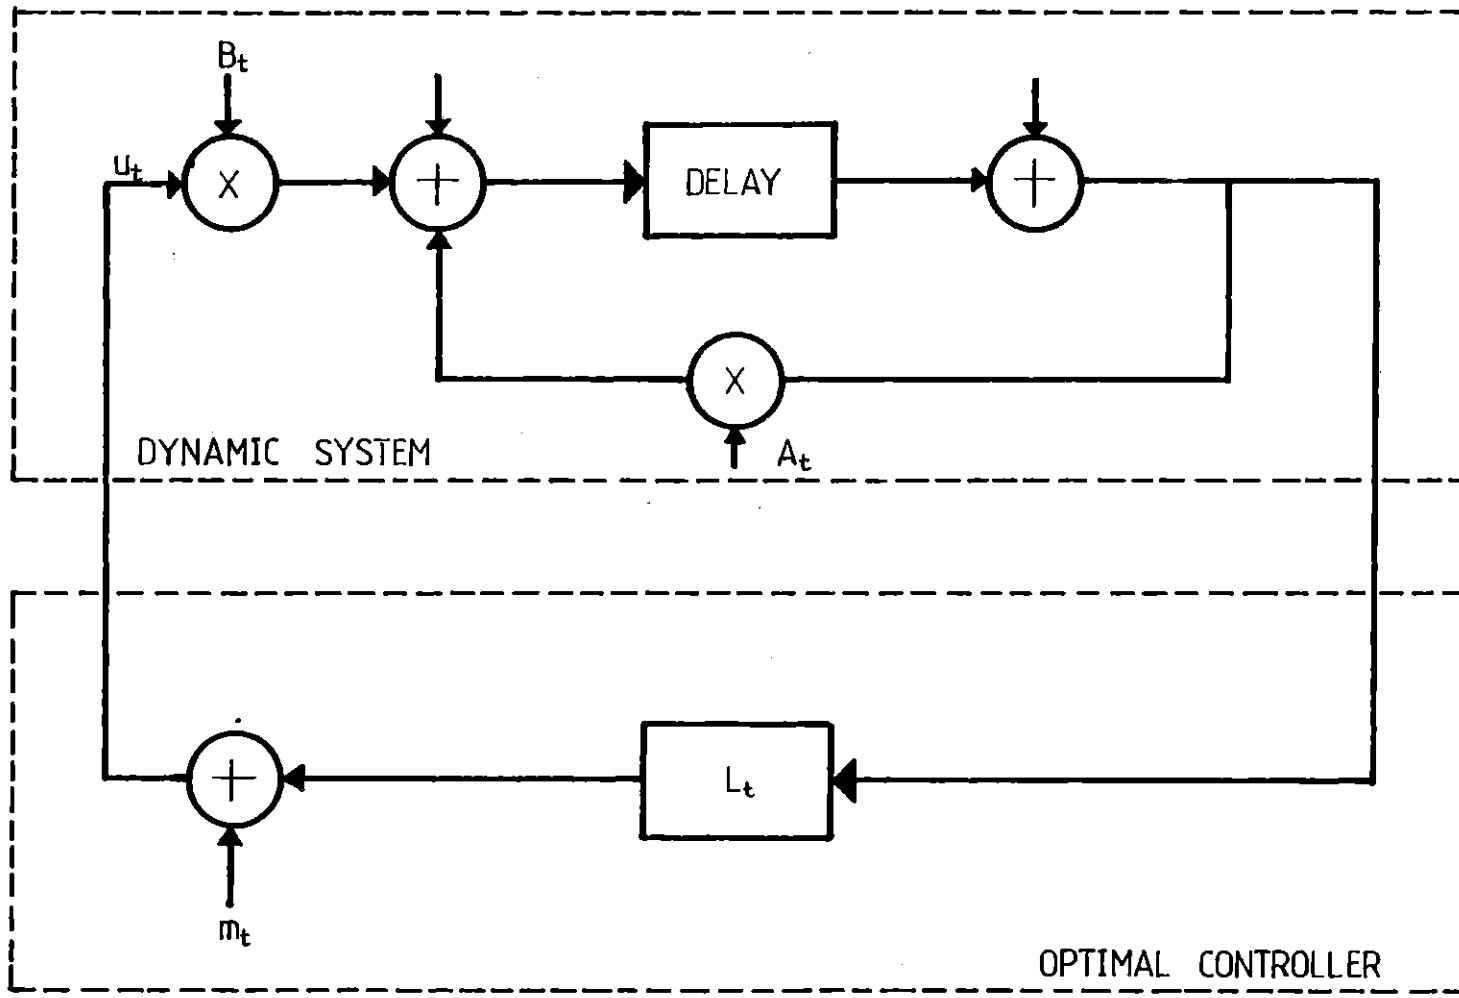 Bt
ut
X
+
DELAY
+
X
DYNAMIC SYSTEM
At
+
Lt
mt
OPTIMAL CONTROLLER